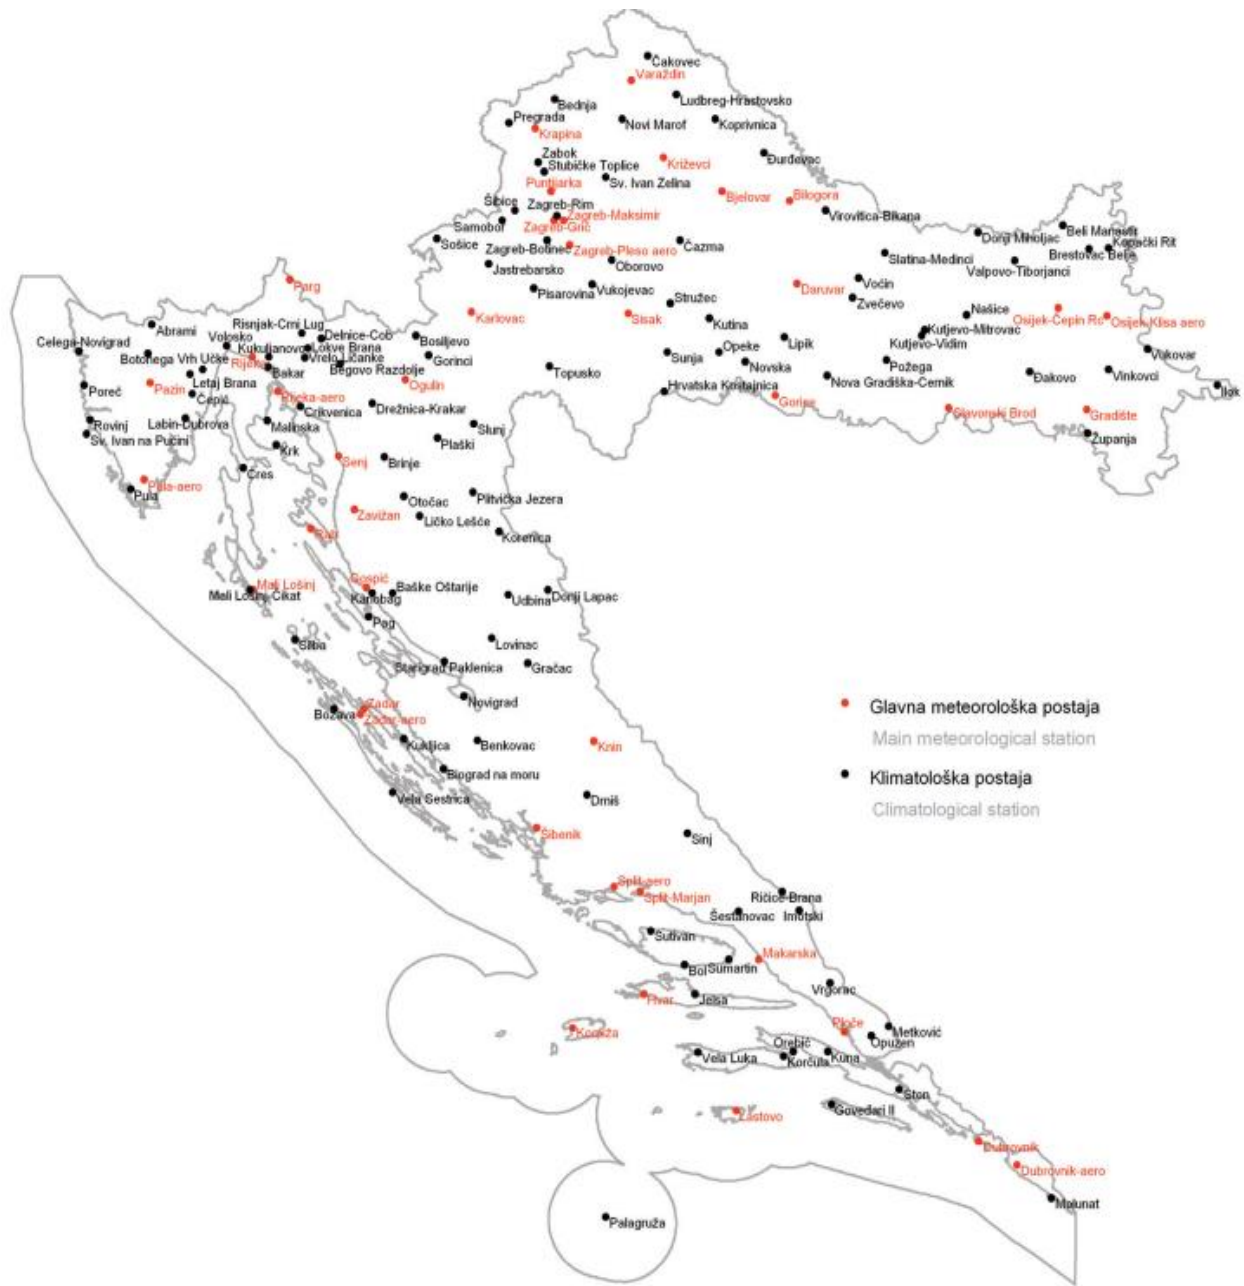 Čakovec
Varaždin
Ludbreg-Hrastovsko
Bednja
Pregrada
Novi Marof
Koprivnica
Krapina
Đurđevac
Zabok
Križevci
Stubičke Toplice
Sv. Ivan Zelina
Puntijarka
Bjelovar
Bilogora
Šibice
Zagreb-Rim
Virovitica-Bikana
Samobor
Zagreb-Maksimir
Zagreb-Grič
Beli Manastir
Donji Miholjac
Sošice
Zagreb-Botinec
Zagreb-Pleso aero
Čazma
Kopački Rit
Brestovac Belje
Slatina-Medinci
Valpovo-Tiborjanci
Jastrebarsko
Oborovo
Parg
Pisarovina
Vukojevac
Daruvar
Voćin
Zvečevo
Stružec
Karlovac
Sisak
Našice
Osijek-Čepin Rc
Osijek-Klisa aero
Kutina
Abrami
Risnjak-Crni Lug
Volosko
Delnice-Cob
Bosiljevo
Kutjevo-Mitrovac
Celega-Novigrad
Kukuljanovo
Lokve Brana
Lipik
Kutjevo-Vidim
Botonega
Vrh Učke
Rijeka
Vrelo Ličanke
Gorinci
Sunja
Opeke
Vukovar
Bakar
Begovo Razdolje
Topusko
Novska
Požega
Poreč
Pazin
Letaj Brana
Ogulin
Nova Gradiška-Cernik
Đakovo
Vinkovci
Čepić
Rijeka-aero
Hrvatska Kostajnica
Gorice
Ilok
Crikvenica
Drežnica-Krakar
Slavonski Brod
Gradište
Rovinj
Labin-Dubrova
Malinska
Slunj
Sv. Ivan na Pučini
Plaški
Županja
Krk
Senj
Brinje
Cres
Pula-aero
Pula
Otočac
Plitvička Jezera
Zavižan
Ličko Lešće
Rab
Korenica
Mali Lošinj
Gospić
Baške Oštarije
Mali Lošinj-Čikat
Karlobag
Udbina
Donji Lapac
Pag
Silba
Lovinac
Starigrad Paklenica
Gračac
Novigrad
Božava
Zadar
Zadar-aero
Glavna meteorološka postaja
Main meteorological station
Kukljica
Benkovac
Knin
Biograd na moru
Klimatološka postaja
Climatological station
Vela Sestrica
Drniš
Šibenik
Sinj
Split-aero
Split-Marjan
Ričice-Brana
Šestanovac
Imotski
Sutivan
Makarska
Bol
Sumartin
Vrgorac
Hvar
Jelsa
Komiža
Ploče
Metković
Opuzen
Orebić
Vela Luka
Korčula
Kuna
Ston
Goveđari II
Lastovo
Dubrovnik
Dubrovnik-aero
Molunat
Palagruža